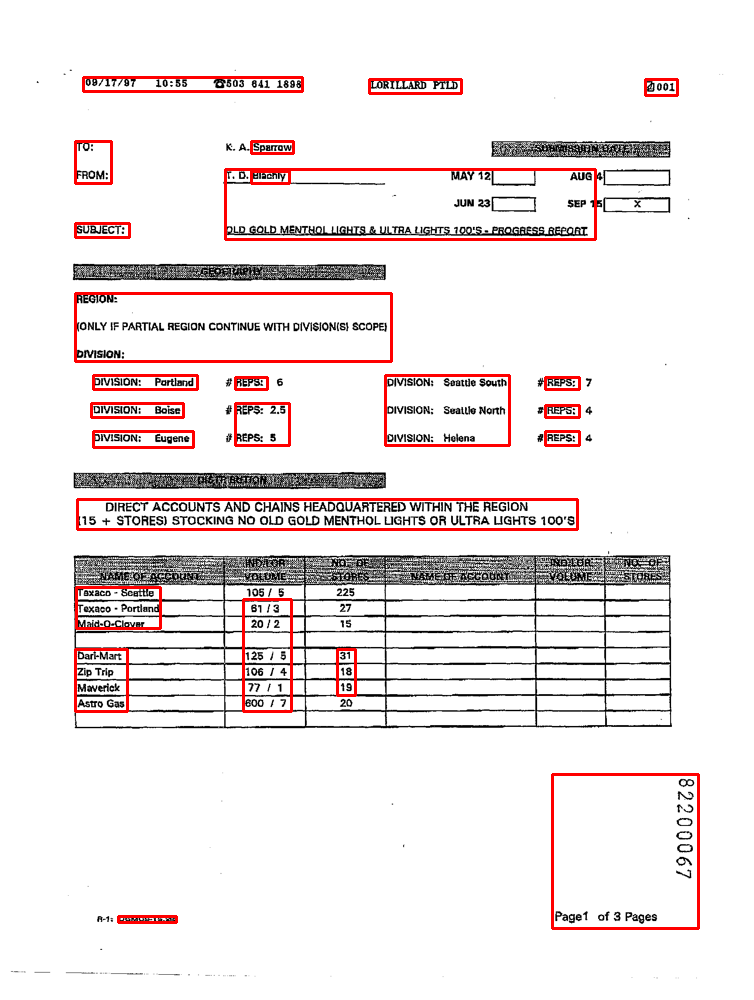 09/17/97 10:55 ☎503 641 1898 LORILLARD PTLD 001
TO: K. A. Sparrow SUBMISSION DATE
FROM: T. D. Blachly MAY 12 AUG 4
JUN 23 SEP 15 X
SUBJECT: OLD GOLD MENTHOL LIGHTS & ULTRA LIGHTS 100'S - PROGRESS REPORT
GEOGRAPHY
REGION:
(ONLY IF PARTIAL REGION CONTINUE WITH DIVISION(S) SCOPE)
DIVISION:
DIVISION: Portland # REPS: 6 DIVISION: Seattle South # REPS: 7
DIVISION: Boise # REPS: 2.5 DIVISION: Seattle North # REPS: 4
DIVISION: Eugene # REPS: 5 DIVISION: Helena # REPS: 4
DISTRIBUTION
DIRECT ACCOUNTS AND CHAINS HEADQUARTERED WITHIN THE REGION
(15 + STORES) STOCKING NO OLD GOLD MENTHOL LIGHTS OR ULTRA LIGHTS 100'S
NAME OF ACCOUNT IND/LOR VOLUME NO. OF STORES NAME OF ACCOUNT IND/LOR VOLUME NO. OF STORES
Texaco - Seattle 105 / 5 225
Texaco - Portland 61 / 3 27
Maid-O-Clover 20 / 2 15
Dari-Mart 125 / 5 31
Zip Trip 106 / 4 18
Maverick 77 / 1 19
Astro Gas 600 / 7 20
82200067
Page1 of 3 Pages
R-1: